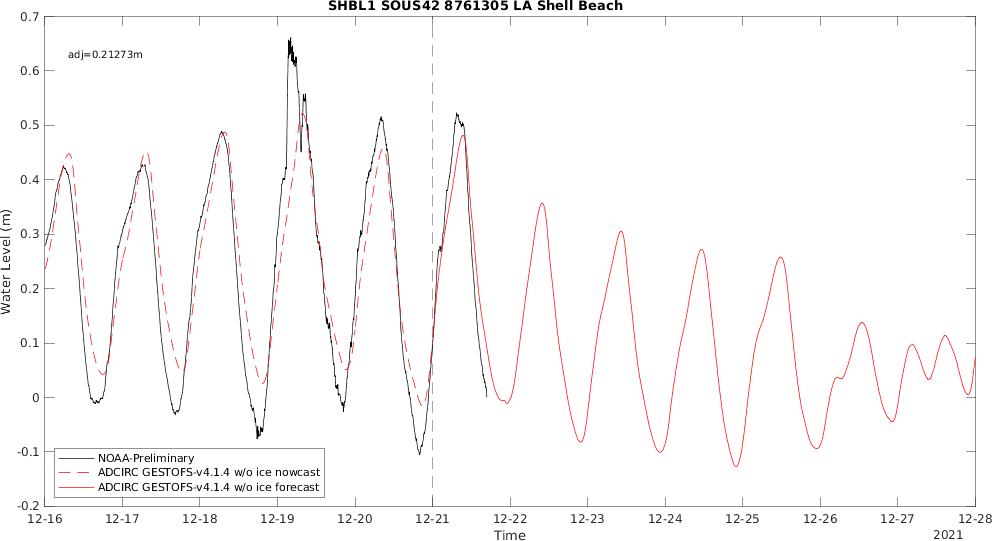 SHBL1 SOUS42 8761305 LA Shell Beach
adj=0.21273m
Water Level (m)
0.7
0.6
0.5
0.4
0.3
0.2
0.1
0
-0.1
-0.2
NOAA-Preliminary
ADCIRC GESTOFS-v4.1.4 w/o ice nowcast
ADCIRC GESTOFS-v4.1.4 w/o ice forecast
12-16 12-17 12-18 12-19 12-20 12-21 12-22 12-23 12-24 12-25 12-26 12-27 12-28
Time
2021